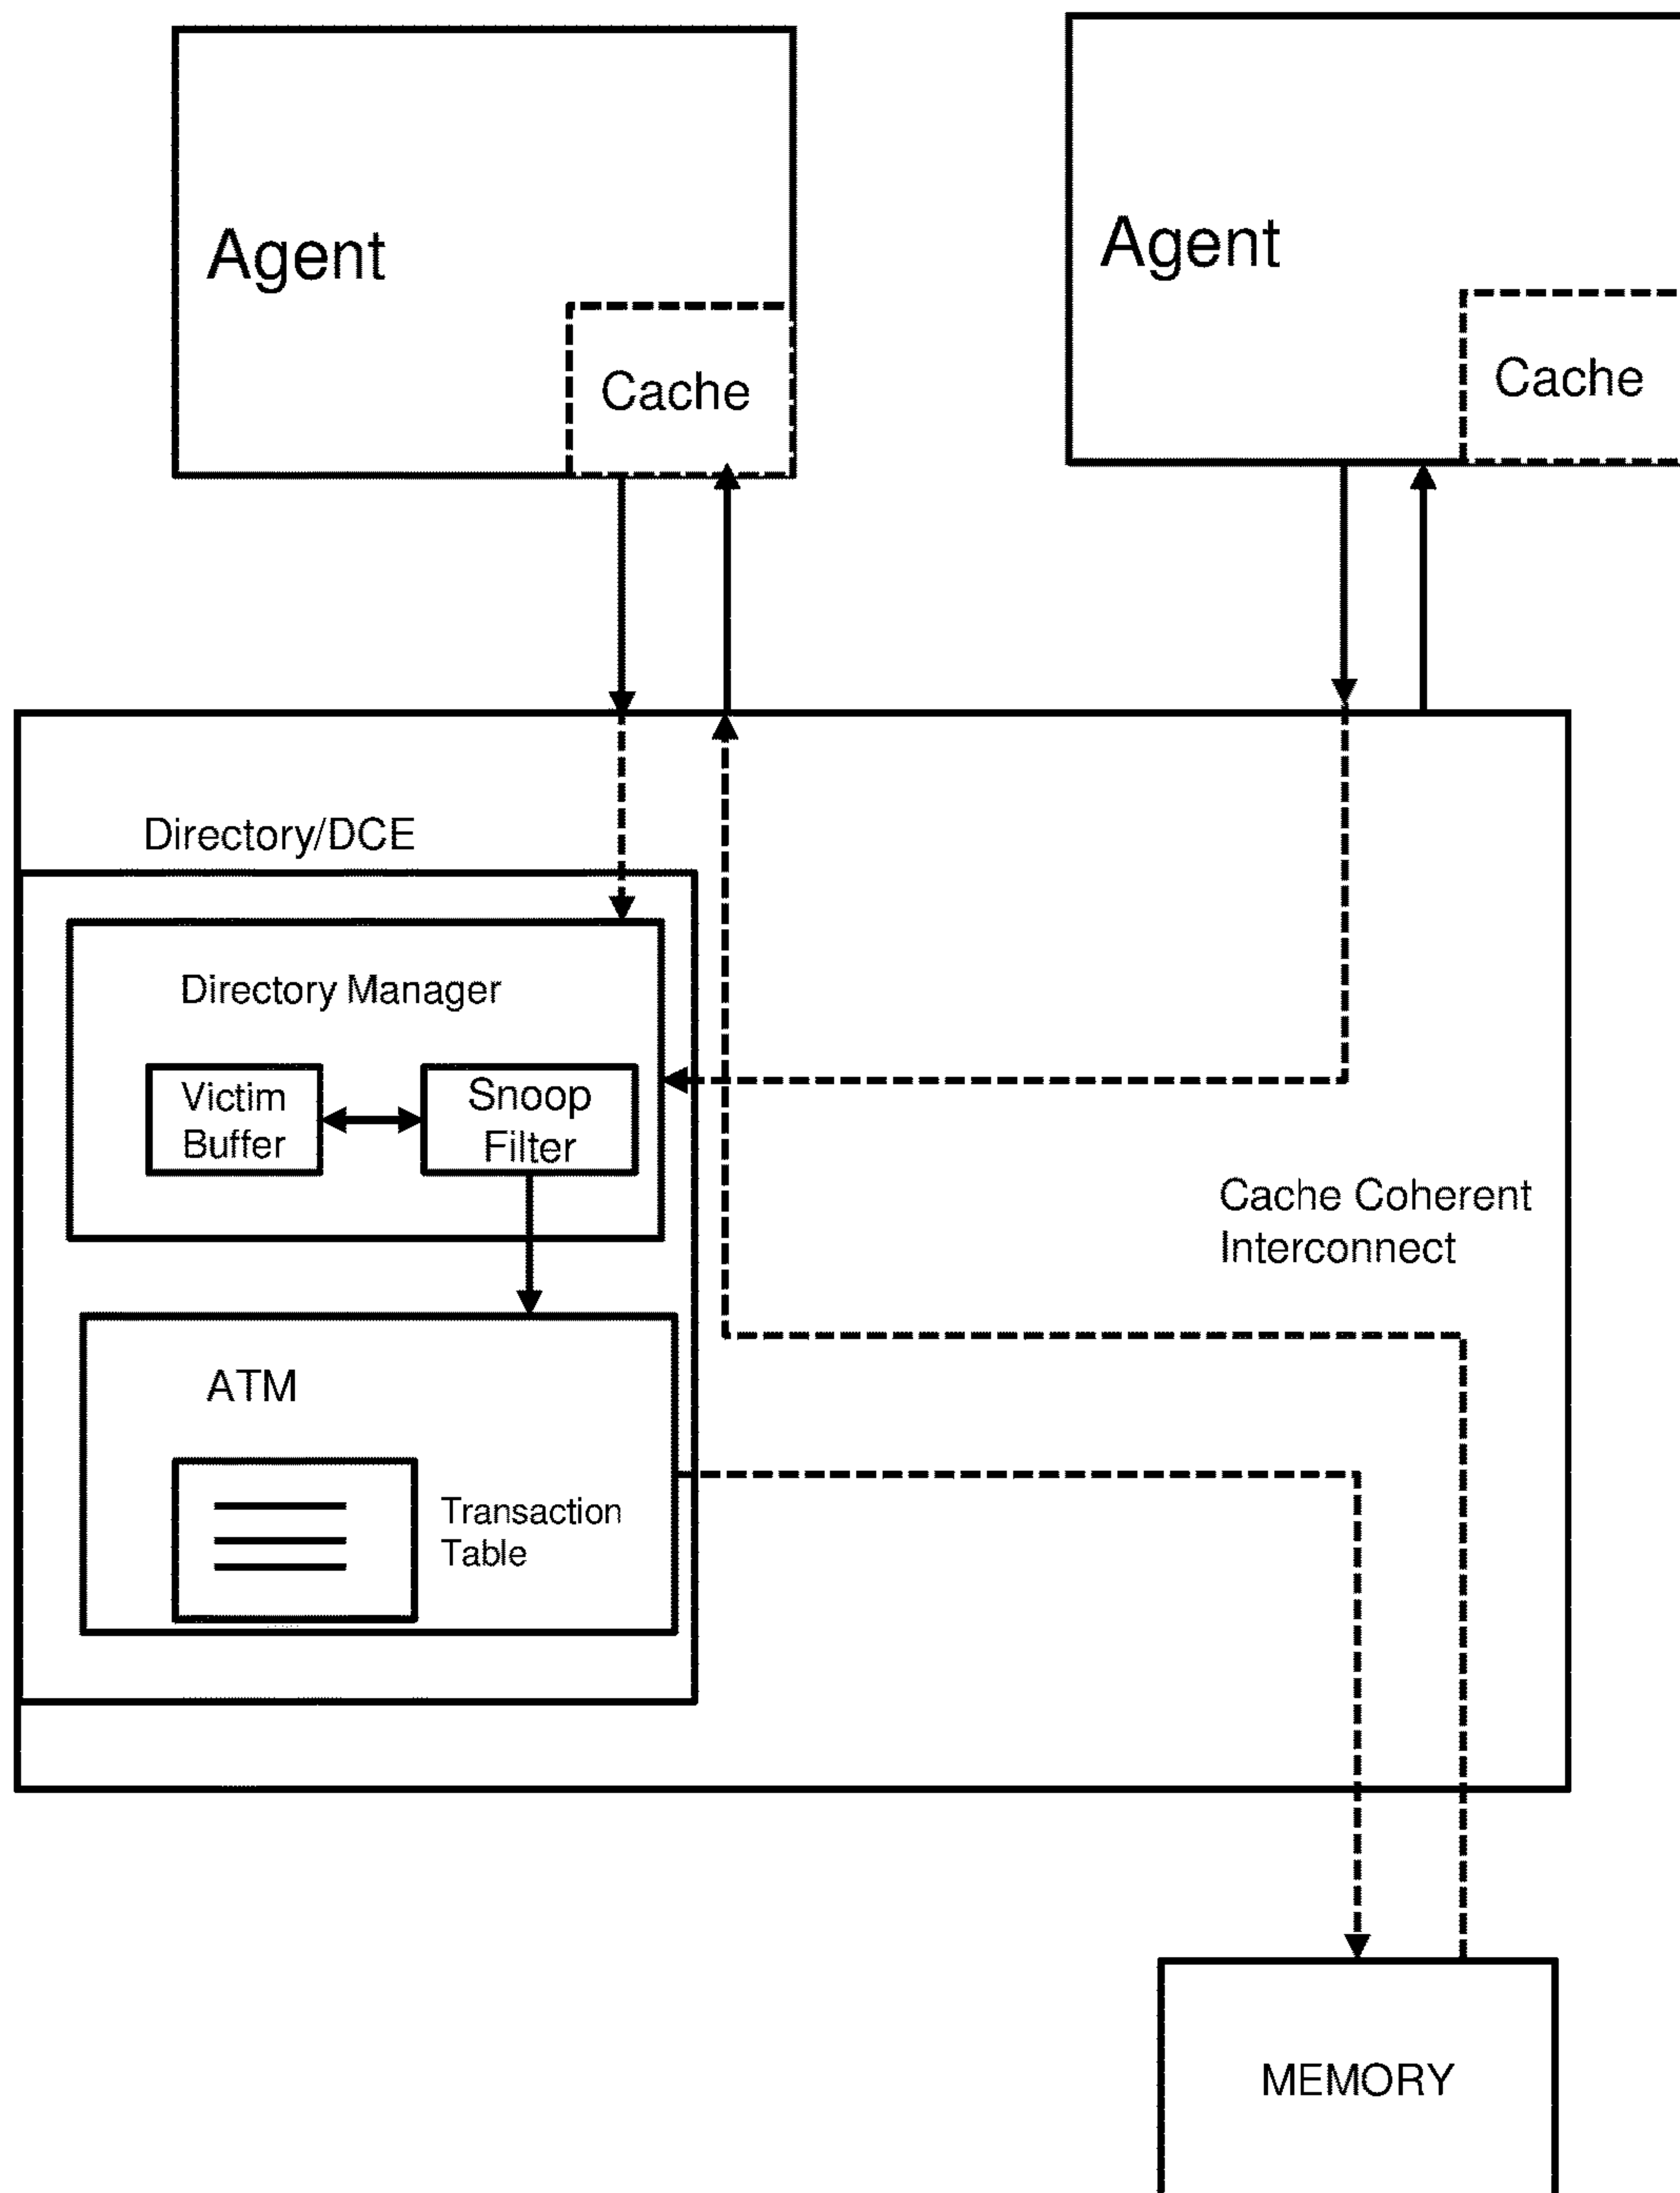 Agent
Cache
Agent
Cache
Directory/DCE
Directory Manager
Victim
Buffer
Snoop
Filter
Cache Coherent
Interconnect
ATM
Transaction
Table
MEMORY